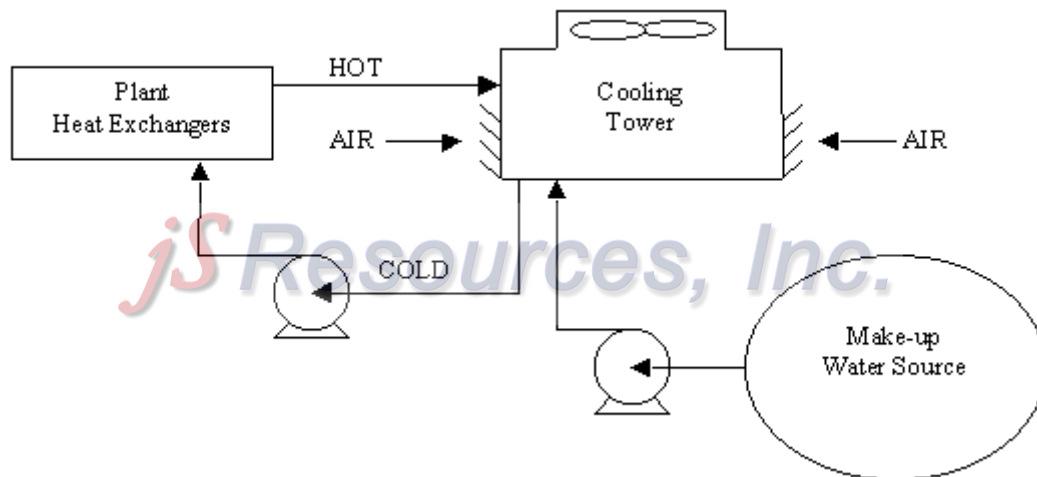 HOT
Plant
Heat Exchangers
Cooling
Tower
AIR
AIR
jS Resources, Inc.
COLD
Make-up
Water Source